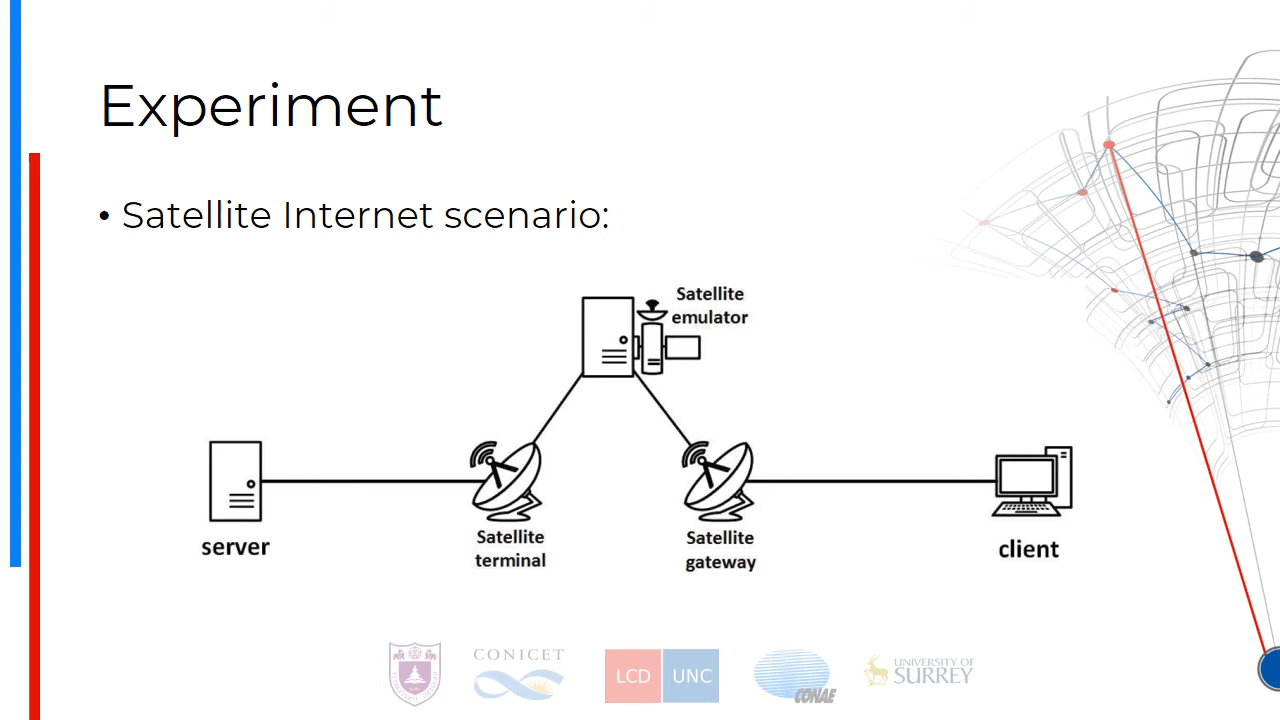 Experiment
• Satellite Internet scenario:
Satellite
emulator
server
Satellite
terminal
Satellite
gateway
client
CONICET
LCD UNC
CONAE
UNIVERSITY OF
SURREY